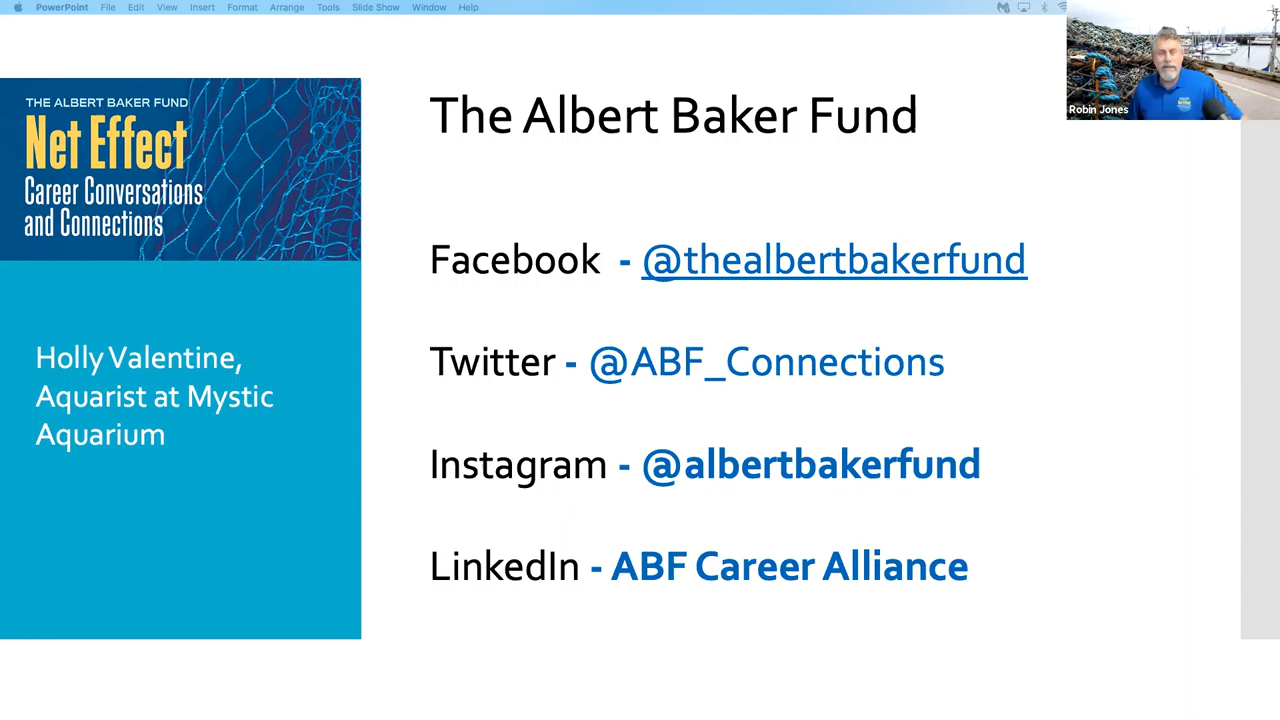 PowerPoint File Edit View Insert Format Arrange Tools Slide Show Window Help
Robin Jones
THE ALBERT BAKER FUND
Net Effect
Career Conversations
and Connections
Holly Valentine,
Aquarist at Mystic
Aquarium
The Albert Baker Fund
Facebook - @thealbertbakerfund
Twitter - @ABF_Connections
Instagram - @albertbakerfund
LinkedIn - ABF Career Alliance